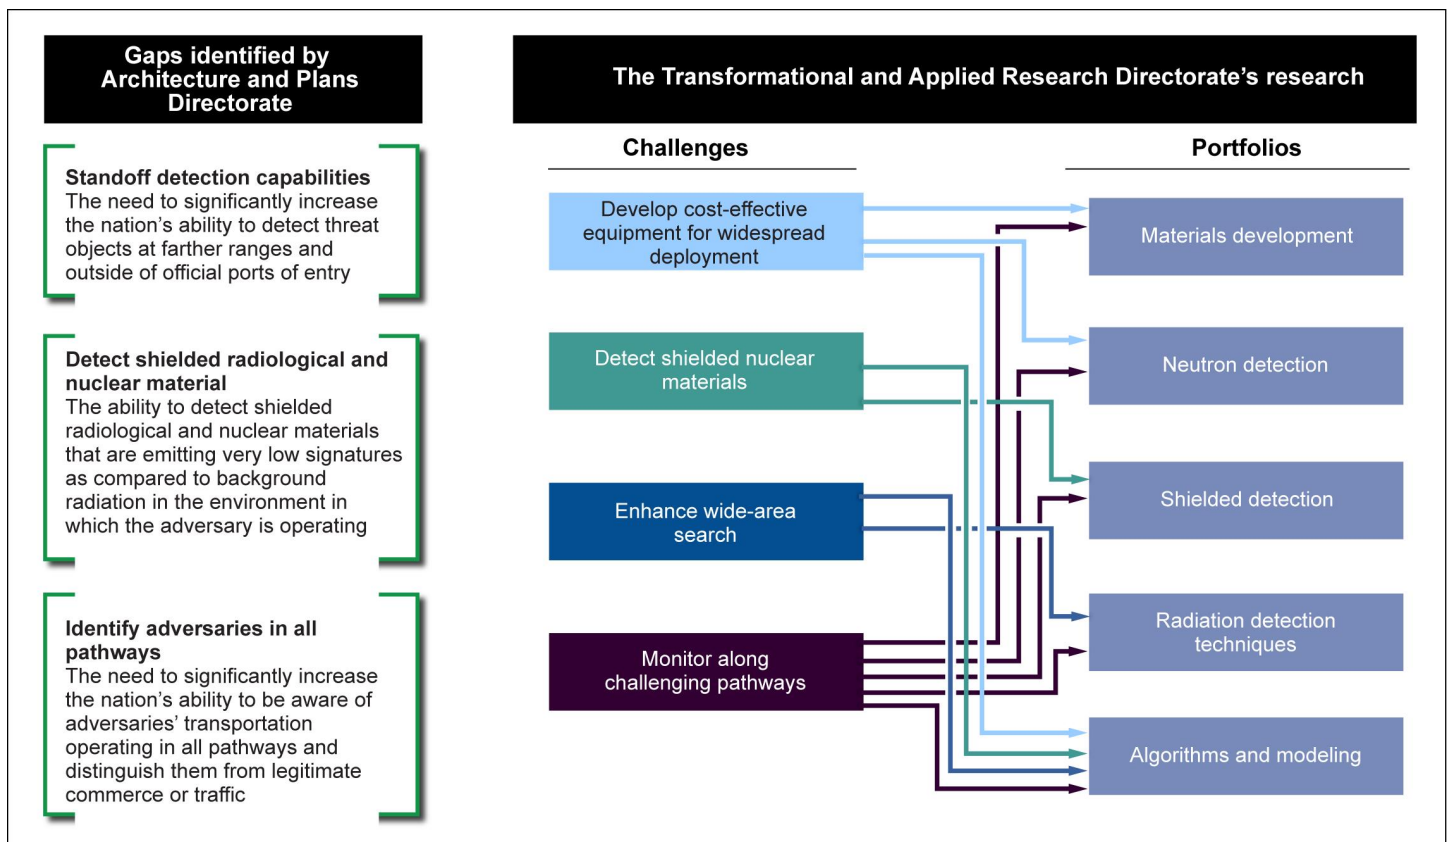 Gaps identified by
Architecture and Plans
Directorate
Standoff detection capabilities
The need to significantly increase
the nation's ability to detect threat
objects at farther ranges and
outside of official ports of entry
Detect shielded radiological and
nuclear material
The ability to detect shielded
radiological and nuclear materials
that are emitting very low signatures
as compared to background
radiation in the environment in
which the adversary is operating
Identify adversaries in all
pathways
The need to significantly increase
the nation's ability to be aware of
adversaries' transportation
operating in all pathways and
distinguish them from legitimate
commerce or traffic
The Transformational and Applied Research Directorate's research
Challenges
Develop cost-effective
equipment for widespread
deployment
Detect shielded nuclear
materials
Enhance wide-area
search
Monitor along
challenging pathways
Portfolios
Materials development
Neutron detection
Shielded detection
Radiation detection
techniques
Algorithms and modeling